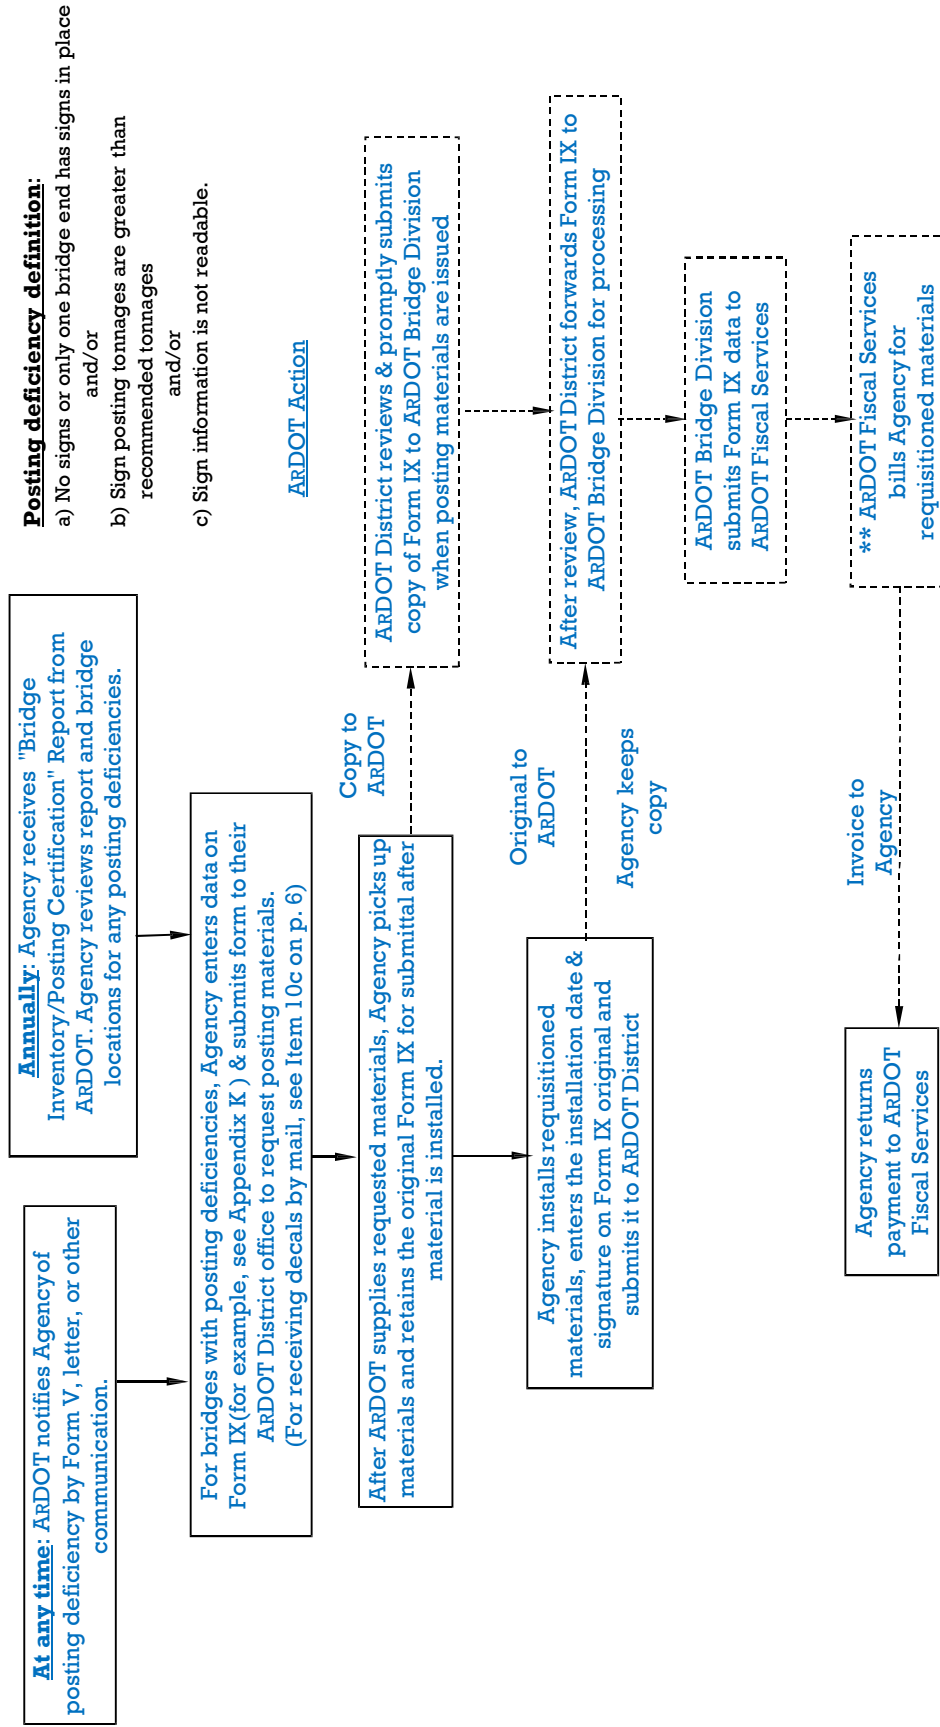 At any time: ARDOT notifies Agency of
posting deficiency by Form V, letter, or other
communication.
Annually: Agency receives "Bridge
Inventory/Posting Certification" Report from
ARDOT. Agency reviews report and bridge
locations for any posting deficiencies.
Posting deficiency definition:
a) No signs or only one bridge end has signs in place
and/or
b) Sign posting tonnages are greater than
recommended tonnages
and/or
c) Sign information is not readable.
For bridges with posting deficiencies, Agency enters data on
Form IX(for example, see Appendix K ) & submits form to their
ARDOT District office to request posting materials.
(For receiving decals by mail, see Item 10c on p. 6)
ARDOT Action
After ARDOT supplies requested materials, Agency picks up
materials and retains the original Form IX for submittal after
material is installed.
Copy to
ARDOT
ARDOT District reviews & promptly submits
copy of Form IX to ARDOT Bridge Division
when posting materials are issued
Agency installs requisitioned
materials, enters the installation date &
signature on Form IX original and
submits it to ARDOT District
Original to
ARDOT
Agency keeps
copy
After review, ARDOT District forwards Form IX to
ARDOT Bridge Division for processing
ARDOT Bridge Division
submits Form IX data to
ARDOT Fiscal Services
** ARDOT Fiscal Services
bills Agency for
requisitioned materials
Invoice to
Agency
Agency returns
payment to ARDOT
Fiscal Services